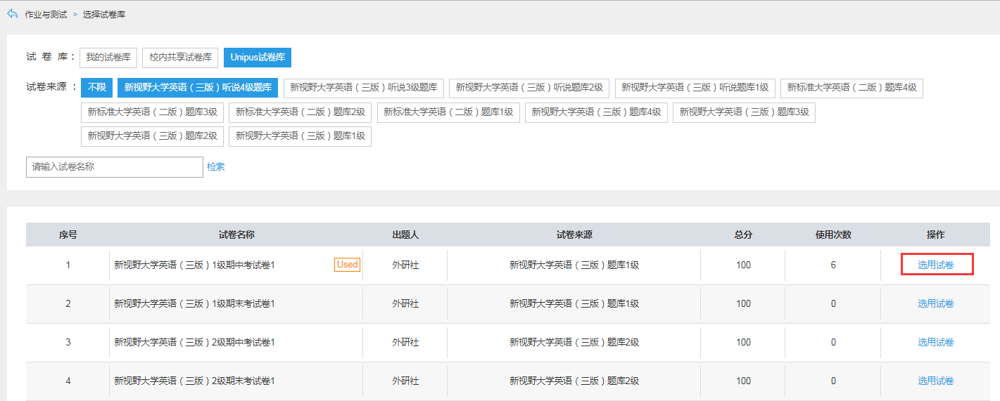 作业与测试 > 选择试卷库
试 卷 库： 我的试卷库 校内共享试卷库 Unipus试卷库
试卷来源 ： 不限 新视野大学英语（三版）听说4级题库 新视野大学英语（三版）听说3级题库 新视野大学英语（三版）听说题库2级 新视野大学英语（三版）听说题库1级 新标准大学英语（二版）题库4级
新标准大学英语（二版）题库3级 新标准大学英语（二版）题库2级 新标准大学英语（二版）题库1级 新视野大学英语（三版）题库4级 新视野大学英语（三版）题库3级
新视野大学英语（三版）题库2级 新视野大学英语（三版）题库1级
请输入试卷名称 检索
序号 试卷名称 出题人 试卷来源 总分 使用次数 操作
1 新视野大学英语（三版）1级期中考试卷1 Used 外研社 新视野大学英语（三版）题库1级 100 6 选用试卷
2 新视野大学英语（三版）1级期末考试卷1 外研社 新视野大学英语（三版）题库1级 100 0 选用试卷
3 新视野大学英语（三版）2级期中考试卷1 外研社 新视野大学英语（三版）题库2级 100 0 选用试卷
4 新视野大学英语（三版）2级期末考试卷1 外研社 新视野大学英语（三版）题库2级 100 0 选用试卷